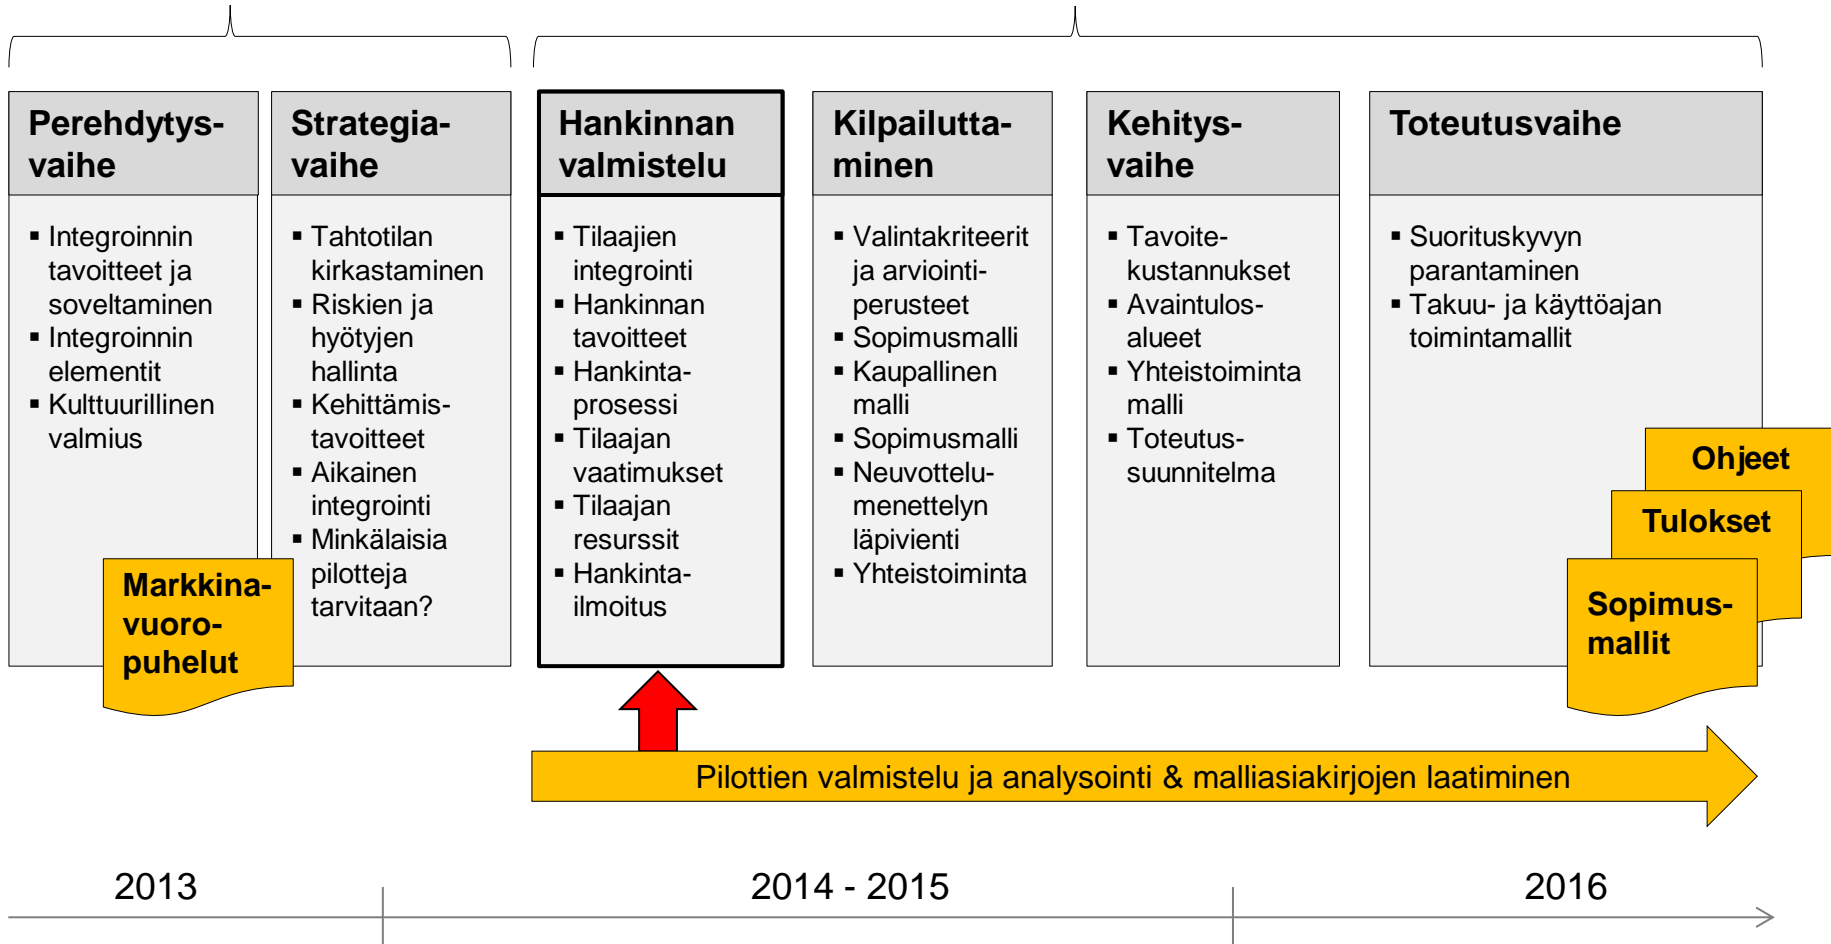 Perehdytys-
vaihe
▪ Integroinnin
tavoitteet ja
soveltaminen
▪ Integroinnin
elementit
▪ Kulttuurillinen
valmius
Markkina-
vuoro-
puhelut
Strategia-
vaihe
▪ Tahtotilan
kirkastaminen
▪ Riskien ja
hyötyjen
hallinta
▪ Kehittämis-
tavoitteet
▪ Aikainen
integrointi
▪ Minkälaisia
pilotteja
tarvitaan?
Hankinnan
valmistelu
▪ Tilaajien
integrointi
▪ Hankinnan
tavoitteet
▪ Hankinta-
prosessi
▪ Tilaajan
vaatimukset
▪ Tilaajan
resurssit
▪ Hankinta-
ilmoitus
Kilpailutta-
minen
▪ Valintakriteerit
ja arviointi-
perusteet
▪ Sopimusmalli
▪ Kaupallinen
malli
▪ Sopimusmalli
▪ Neuvottelu-
menettelyn
läpivienti
▪ Yhteistoiminta
Kehitys-
vaihe
▪ Tavoite-
kustannukset
▪ Avaintulos-
alueet
▪ Yhteistoiminta
malli
▪ Toteutus-
suunnitelma
Toteutusvaihe
▪ Suorituskyvyn
parantaminen
▪ Takuu- ja käyttöajan
toimintamallit
Ohjeet
Tulokset
Sopimus-
mallit
Pilottien valmistelu ja analysointi & malliasiakirjojen laatiminen
2013
2014 - 2015
2016